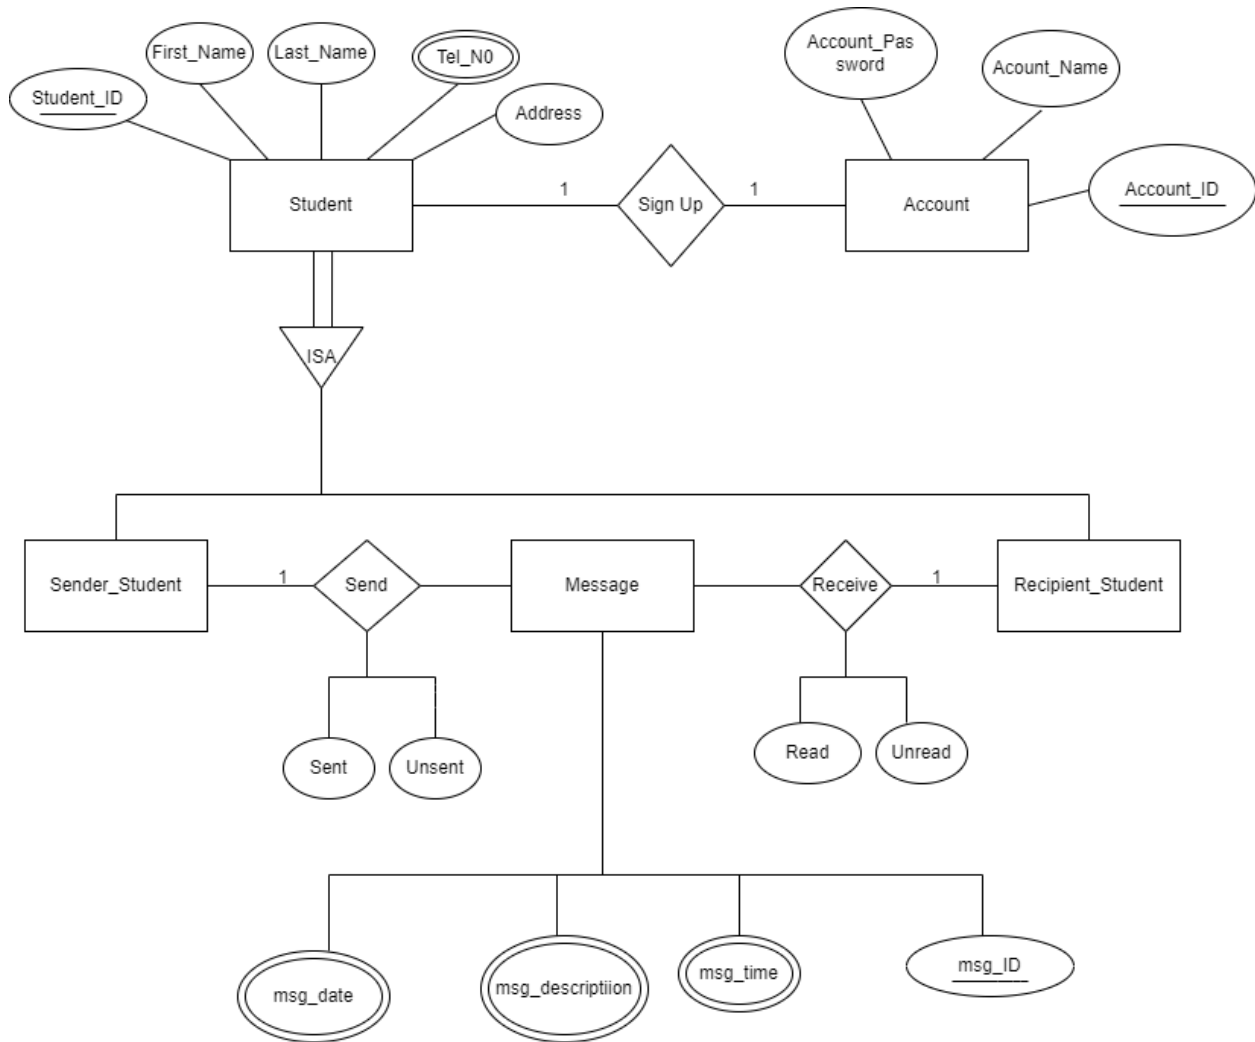 First_Name
Last_Name
Tel_N0
Student_ID
Address
Account_Pas
sword
Acount_Name
Account_ID
Student
1
Sign Up
1
Account
ISA
Sender_Student
1
Send
Message
Receive
1
Recipient_Student
Sent
Unsent
Read
Unread
msg_date
msg_descriptiion
msg_time
msg_ID